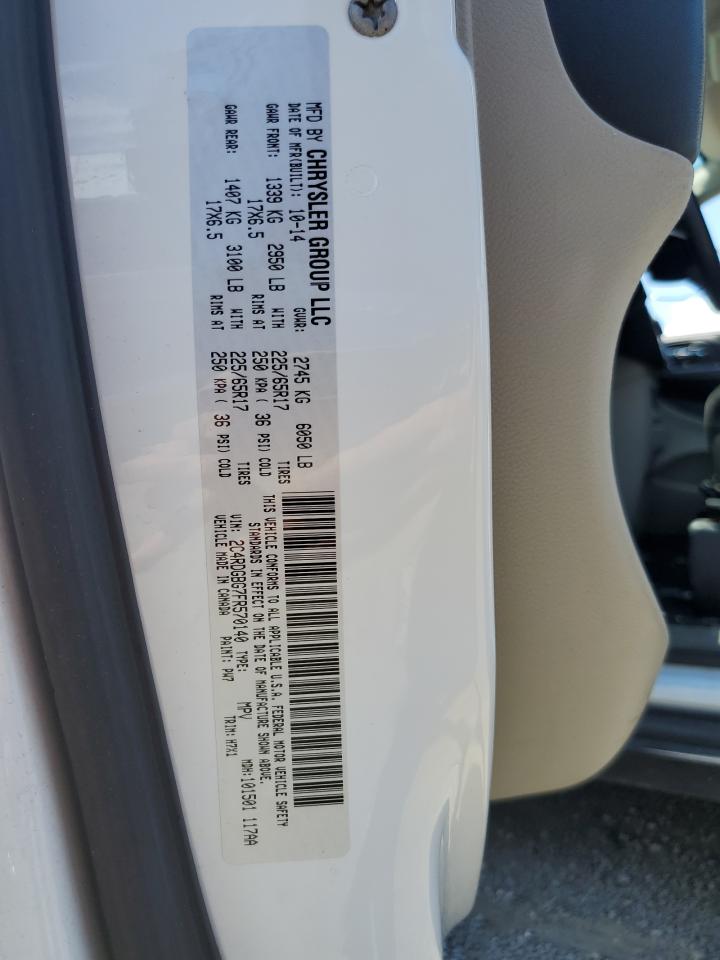 MFD BY CHRYSLER GROUP LLC
DATE OF MFR(BUILT): 10-14 GVWR: 2745 KG 6050 LB
GAWR FRONT: 1339 KG 2950 LB WITH 225/65R17 TIRES
17X6.5 RIMS AT 250 KPA ( 36 PSI) COLD
GAWR REAR: 1407 KG 3100 LB WITH 225/65R17 TIRES
17X6.5 RIMS AT 250 KPA ( 36 PSI) COLD
THIS VEHICLE CONFORMS TO ALL APPLICABLE U.S.A. FEDERAL MOTOR VEHICLE SAFETY
STANDARDS IN EFFECT ON THE DATE OF MANUFACTURE SHOWN ABOVE.
VIN: 2C4RDGBG7FR570140 TYPE: MPV MDH:101501 117AA
VEHICLE MADE IN CANADA PAINT: PW7 TRIM: H7X1